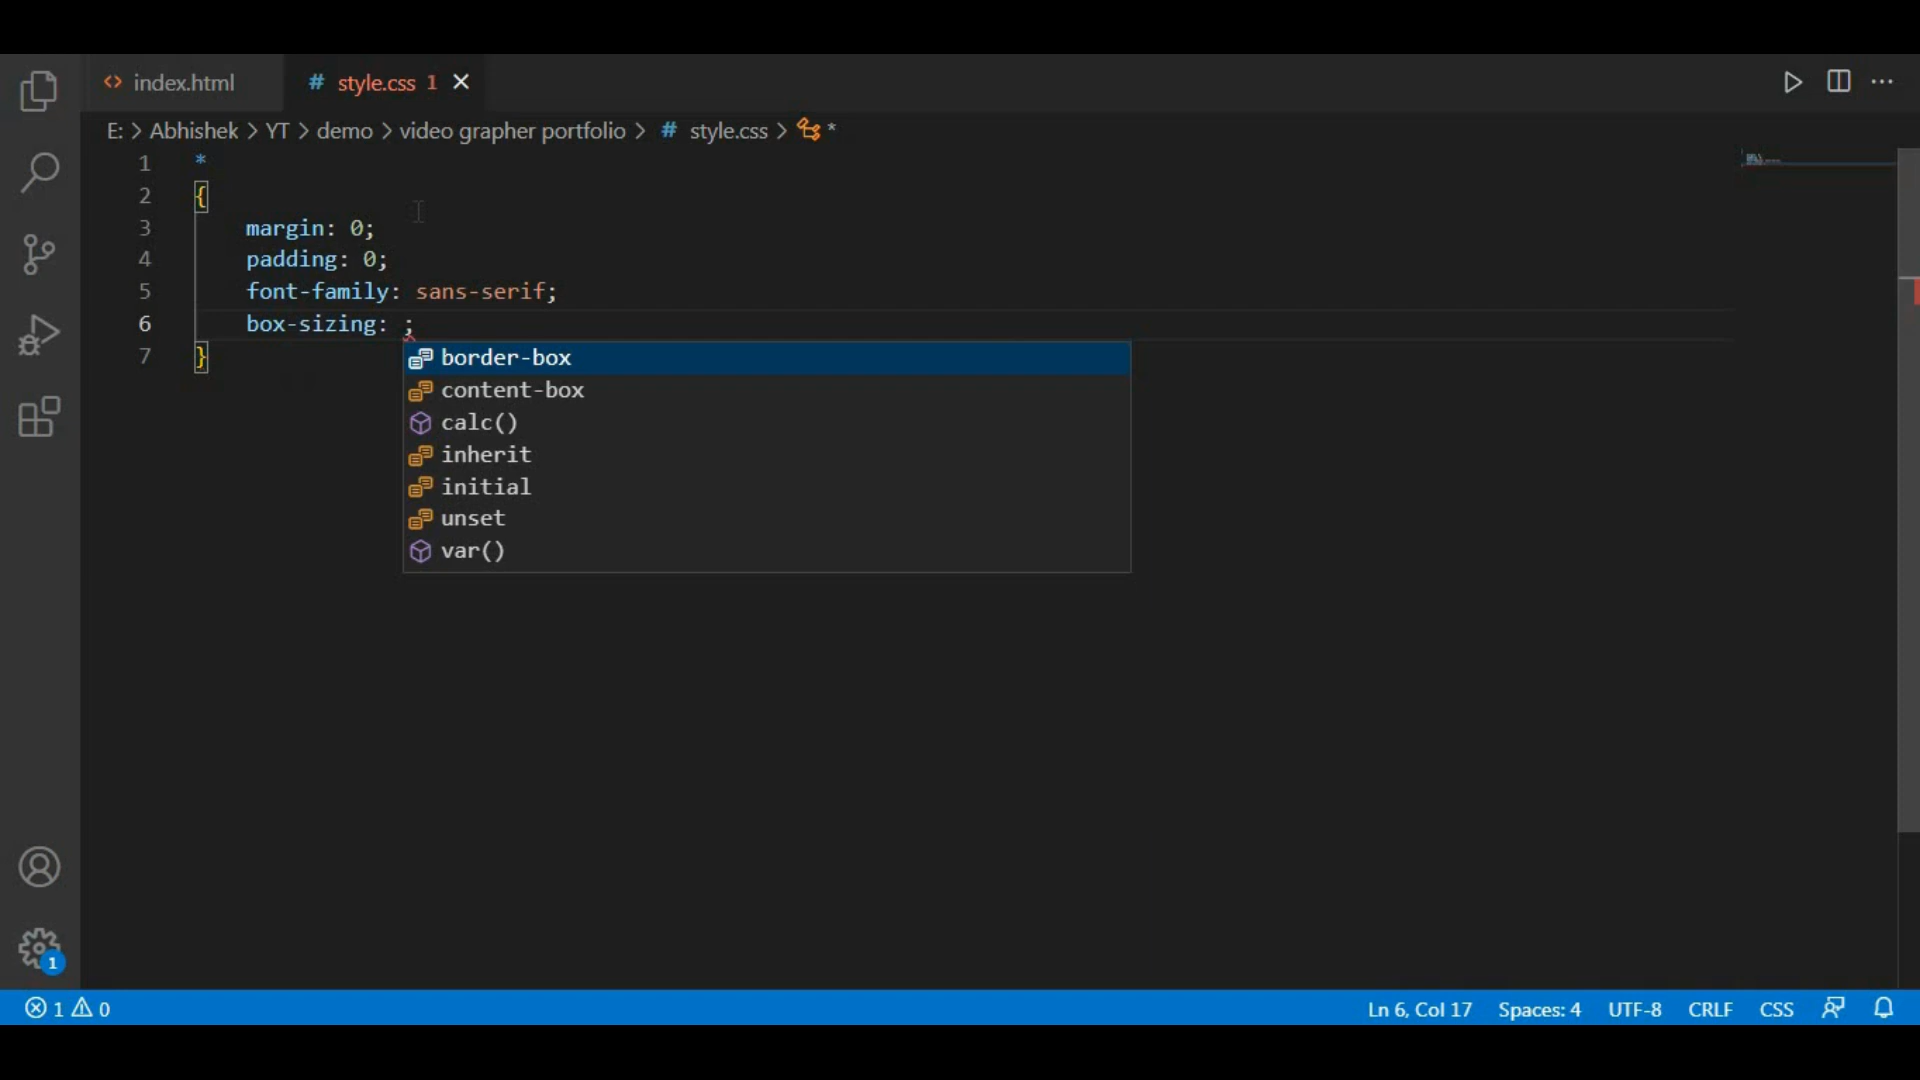 index.html style.css 1
E: > Abhishek > YT > demo > video grapher portfolio > # style.css > *
1 *
2 {
3 margin: 0;
4 padding: 0;
5 font-family: sans-serif;
6 box-sizing: ;
7 }
border-box
content-box
calc()
inherit
initial
unset
var()
1
1 0 Ln 6, Col 17 Spaces: 4 UTF-8 CRLF CSS